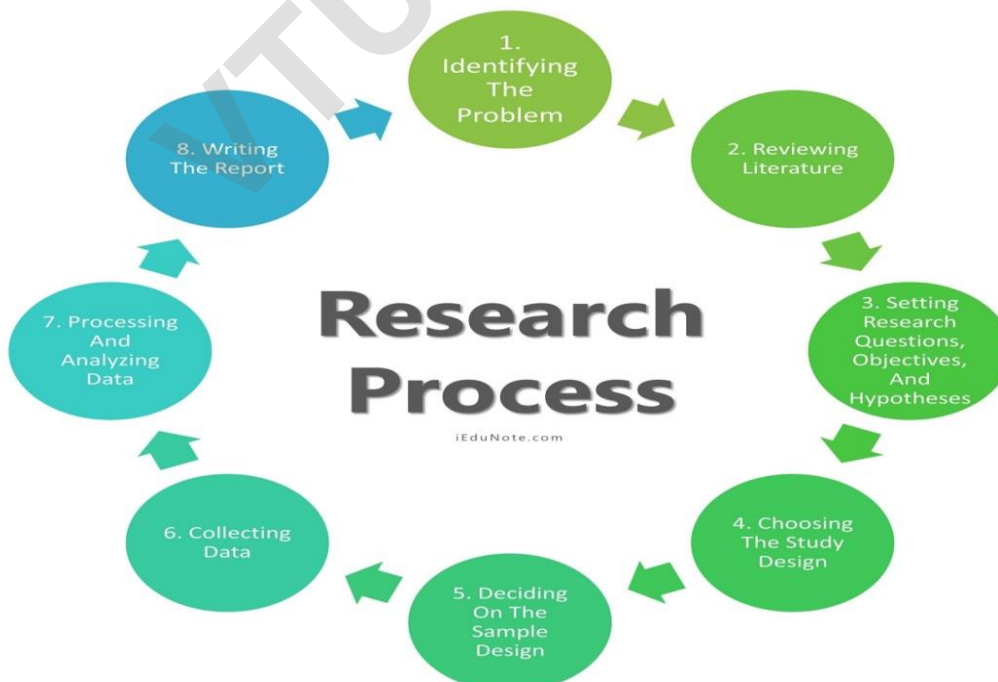 1.
Identifying
The
Problem
2. Reviewing
Literature
3. Setting
Research
Questions,
Objectives,
And
Hypotheses
4. Choosing
The Study
Design
5. Deciding
On The
Sample
Design
6. Collecting
Data
7. Processing
And
Analyzing
Data
8. Writing
The Report
Research
Process
iEduNote.com
VTU